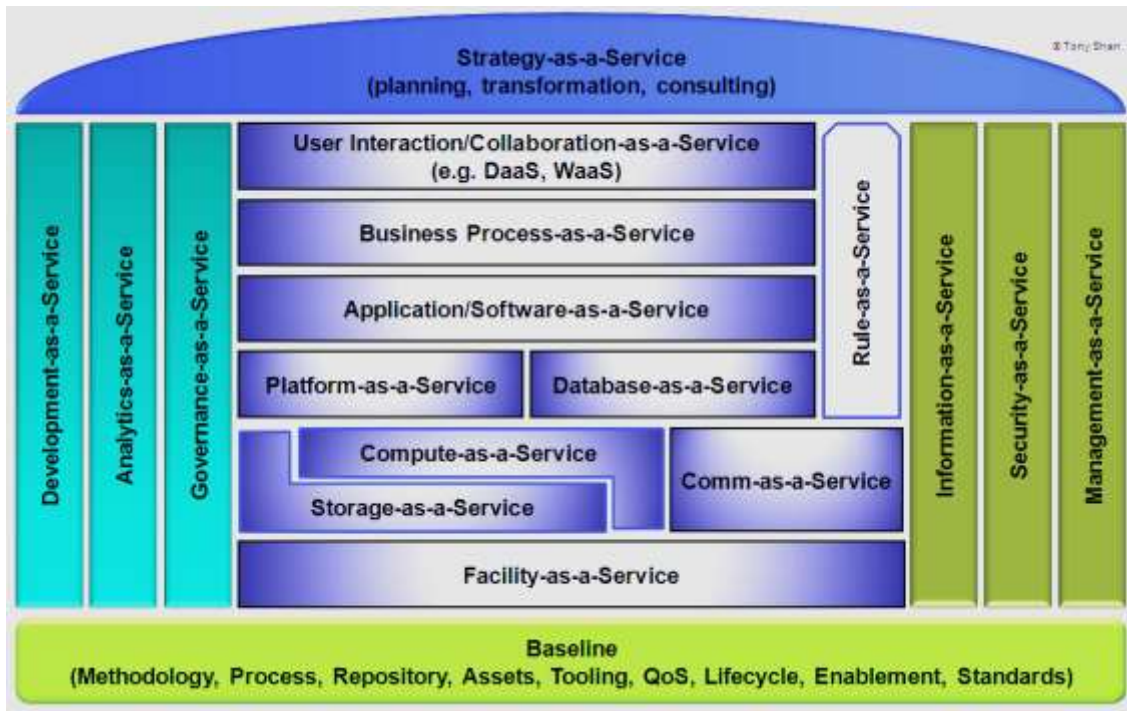 © Tony Shan
Strategy-as-a-Service
(planning, transformation, consulting)
Development-as-a-Service
Analytics-as-a-Service
Governance-as-a-Service
User Interaction/Collaboration-as-a-Service
(e.g. DaaS, WaaS)
Business Process-as-a-Service
Application/Software-as-a-Service
Platform-as-a-Service
Database-as-a-Service
Compute-as-a-Service
Storage-as-a-Service
Comm-as-a-Service
Facility-as-a-Service
Rule-as-a-Service
Information-as-a-Service
Security-as-a-Service
Management-as-a-Service
Baseline
(Methodology, Process, Repository, Assets, Tooling, QoS, Lifecycle, Enablement, Standards)